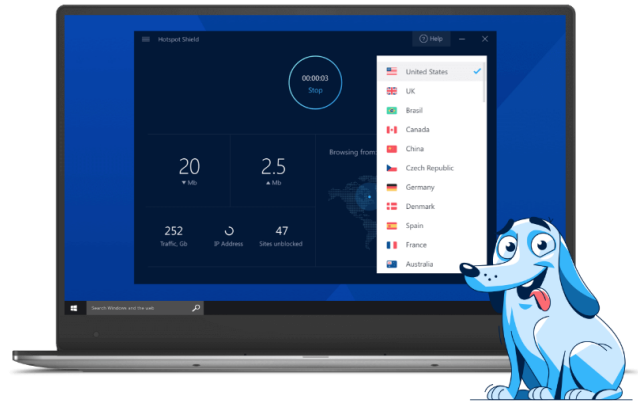 Hotspot Shield
Help
00:00:03
Stop
United States
UK
Brasil
Canada
China
Czech Republic
Germany
Denmark
Spain
France
Australia
Browsing from:
20
▼ Mb
2.5
▲ Mb
252
Traffic, Gb
IP Address
47
Sites unblocked
Search Windows and the web